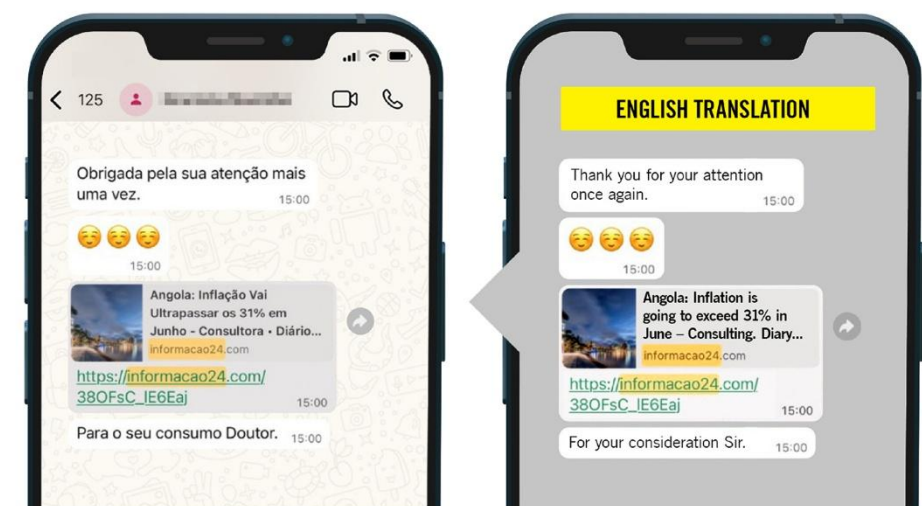 125
Obrigada pela sua atenção mais
uma vez.
15:00
☺️☺️☺️
15:00
Angola: Inflação Vai
Ultrapassar os 31% em
Junho - Consultora • Diário...
informacao24.com
https://informacao24.com/
38OFsC_IE6Eaj
15:00
Para o seu consumo Doutor.
15:00
ENGLISH TRANSLATION
Thank you for your attention
once again.
15:00
☺️☺️☺️
15:00
Angola: Inflation is
going to exceed 31% in
June – Consulting. Diary...
informacao24.com
https://informacao24.com/
38OFsC_IE6Eaj
15:00
For your consideration Sir.
15:00